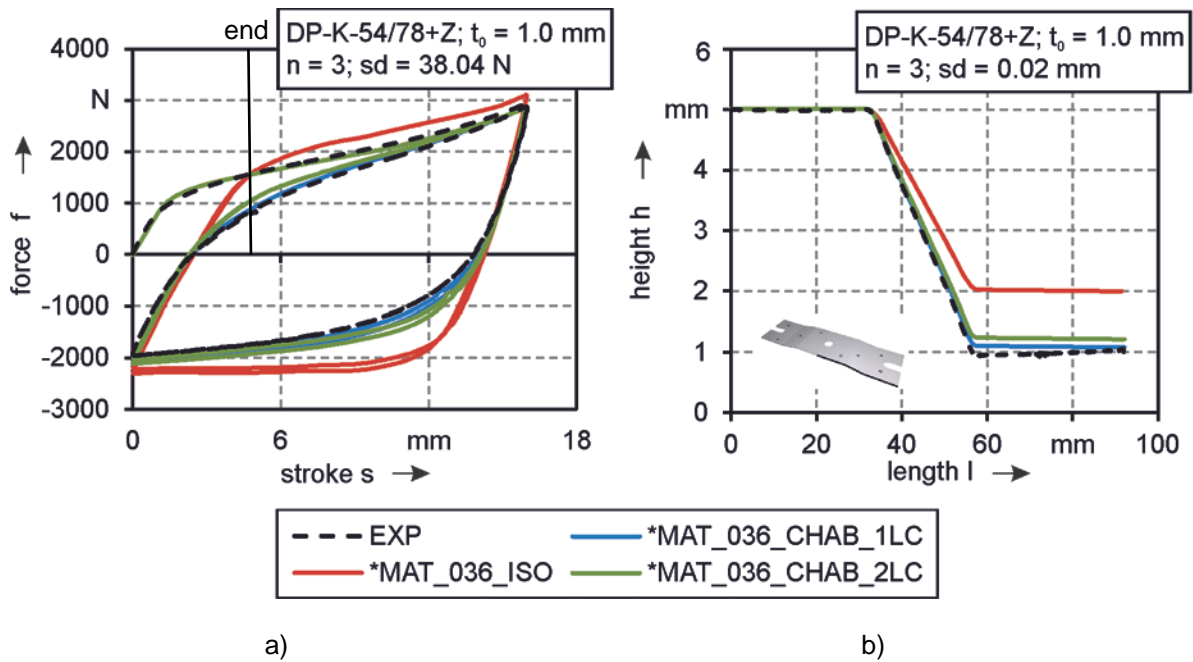 end
DP-K-54/78+Z; t0 = 1.0 mm
n = 3; sd = 38.04 N
4000
N
2000
1000
0
-1000
-2000
-3000
force f
0
6
mm
18
stroke s
DP-K-54/78+Z; t0 = 1.0 mm
n = 3; sd = 0.02 mm
6
mm
4
3
2
1
0
height h
0
20
40
60
mm
100
length l
EXP
*MAT_036_CHAB_1LC
*MAT_036_ISO
*MAT_036_CHAB_2LC
a)
b)